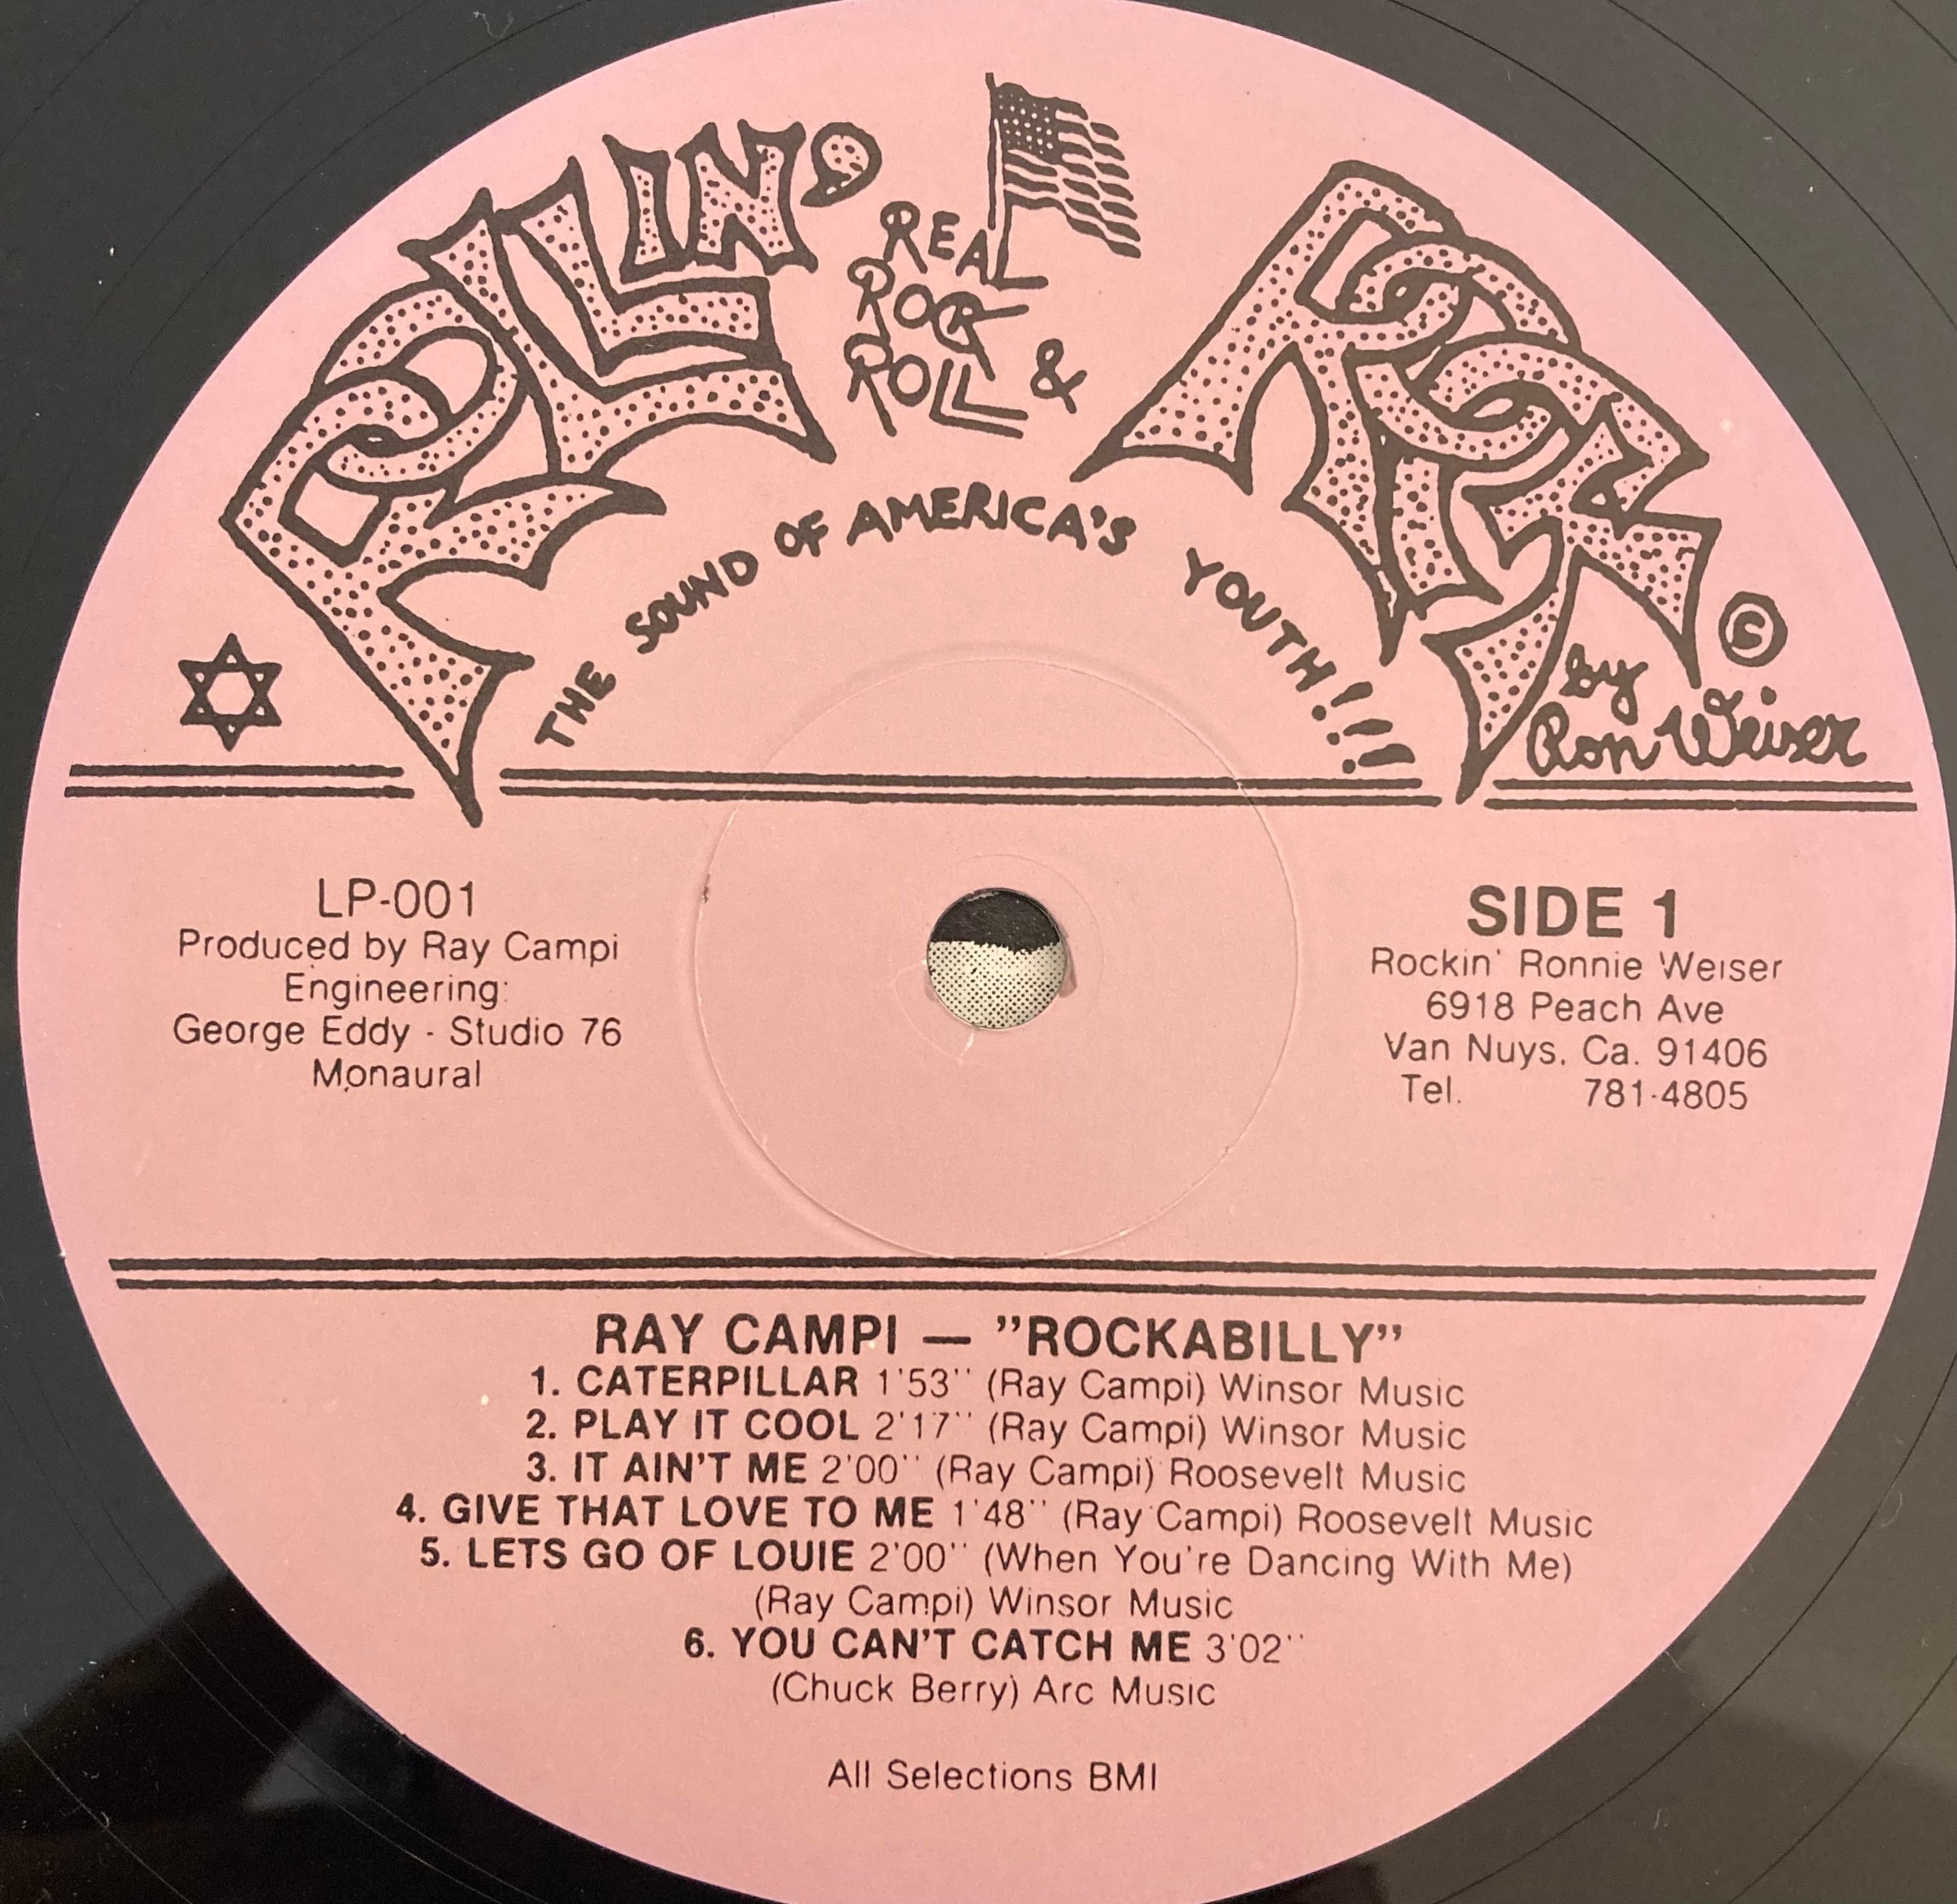 ROLLIN'
REAL
ROCK
&
ROLL
ROCK
©
THE SOUND OF AMERICA'S YOUTH!!!
by
Ron Weiser
LP-001
Produced by Ray Campi
Engineering:
George Eddy - Studio 76
Monaural
SIDE 1
Rockin' Ronnie Weiser
6918 Peach Ave
Van Nuys, Ca. 91406
Tel. 781-4805
RAY CAMPI — "ROCKABILLY"
1. CATERPILLAR 1'53'' (Ray Campi) Winsor Music
2. PLAY IT COOL 2'17'' (Ray Campi) Winsor Music
3. IT AIN'T ME 2'00'' (Ray Campi) Roosevelt Music
4. GIVE THAT LOVE TO ME 1'48'' (Ray Campi) Roosevelt Music
5. LETS GO OF LOUIE 2'00'' (When You're Dancing With Me)
(Ray Campi) Winsor Music
6. YOU CAN'T CATCH ME 3'02''
(Chuck Berry) Arc Music
All Selections BMI